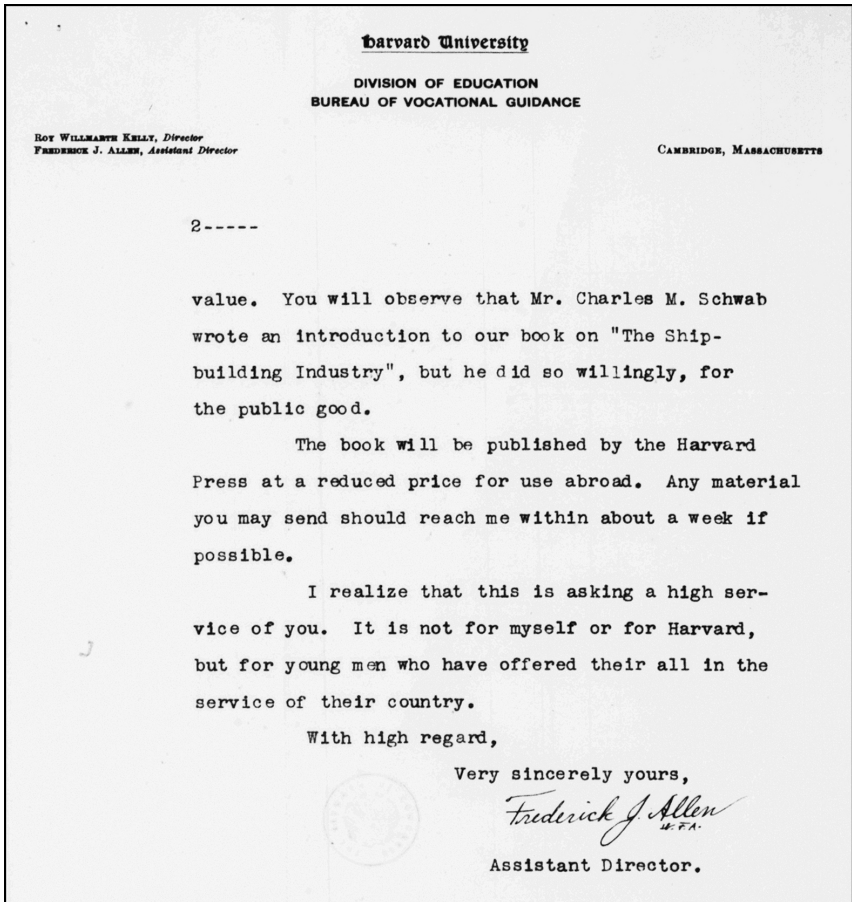 Harvard University
DIVISION OF EDUCATION
BUREAU OF VOCATIONAL GUIDANCE
ROY WILLMARTH KELLY, Director
FREDERICK J. ALLEN, Assistant Director
CAMBRIDGE, MASSACHUSETTS
2-----
value. You will observe that Mr. Charles M. Schwab
wrote an introduction to our book on "The Ship-
building Industry", but he did so willingly, for
the public good.
The book will be published by the Harvard
Press at a reduced price for use abroad. Any material
you may send should reach me within about a week if
possible.
I realize that this is asking a high ser-
vice of you. It is not for myself or for Harvard,
but for young men who have offered their all in the
service of their country.
With high regard,
Very sincerely yours,
Frederick J. Allen
Assistant Director.